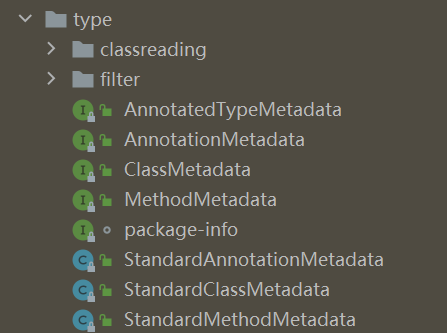 type
classreading
filter
AnnotatedTypeMetadata
AnnotationMetadata
ClassMetadata
MethodMetadata
package-info
StandardAnnotationMetadata
StandardClassMetadata
StandardMethodMetadata